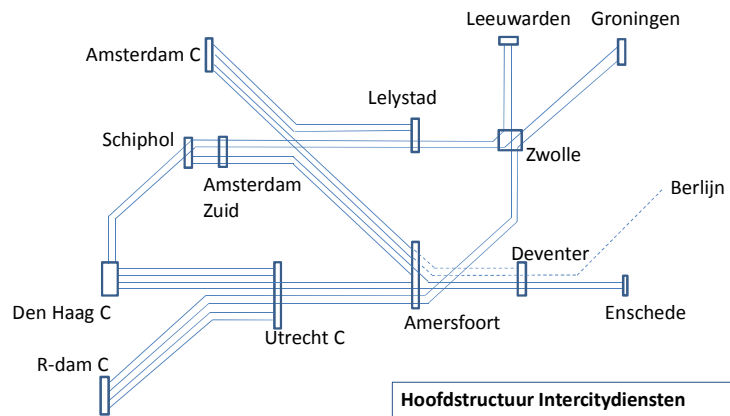 Leeuwarden
Groningen
Amsterdam C
Lelystad
Schiphol
Zwolle
Amsterdam
Zuid
Berlijn
Deventer
Den Haag C
Amersfoort
Enschede
Utrecht C
R-dam C
Hoofdstructuur Intercitydiensten